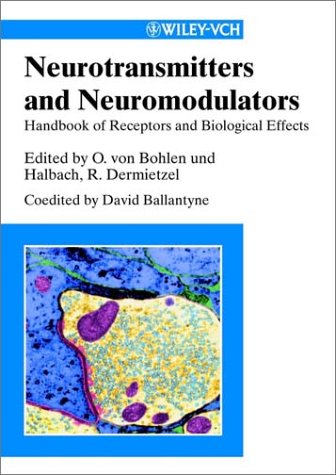 WILEY-VCH
Neurotransmitters
and Neuromodulators
Handbook of Receptors and Biological Effects
Edited by O. von Bohlen und
Halbach, R. Dermietzel
Coedited by David Ballantyne